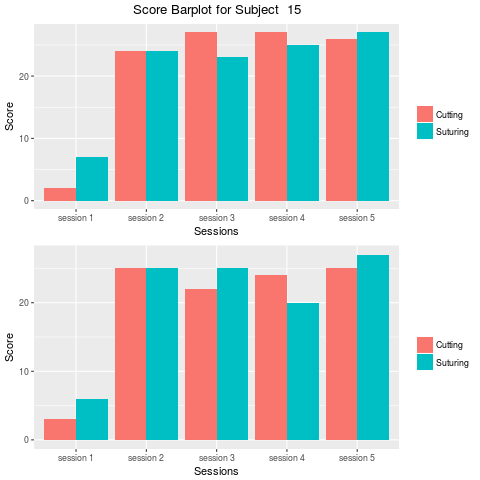 Score Barplot for Subject  15
Score
20
10
0
session 1 session 2 session 3 session 4 session 5
Sessions
Cutting
Suturing
Score
20
10
0
session 1 session 2 session 3 session 4 session 5
Sessions
Cutting
Suturing